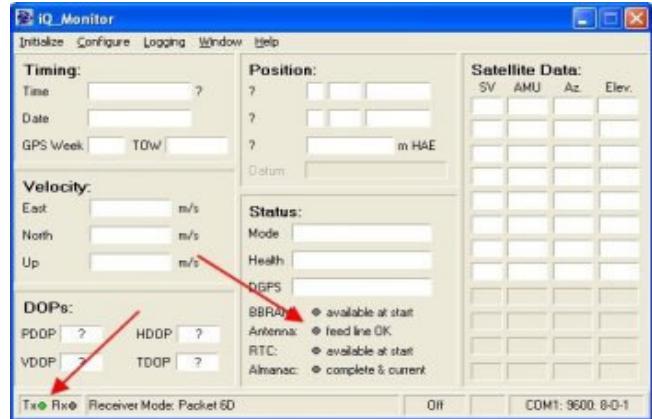 iQ_Monitor
Initialize Configure Logging Window Help
Timing:
Time ?
Date
GPS Week TOW
Velocity:
East m/s
North m/s
Up m/s
DOPs:
PDOP ? HDOP ?
VDOP ? TDOP ?
Position:
?
?
? m HAE
Datum
Status:
Mode
Health
DGPS
BBRAM: available at start
Antenna: feed line OK
RTC: available at start
Almanac: complete & current
Satellite Data:
SV AMU Az. Elev.
Tx Rx Receiver Mode: Packet 6D Off COM1: 9600: 8-O-1